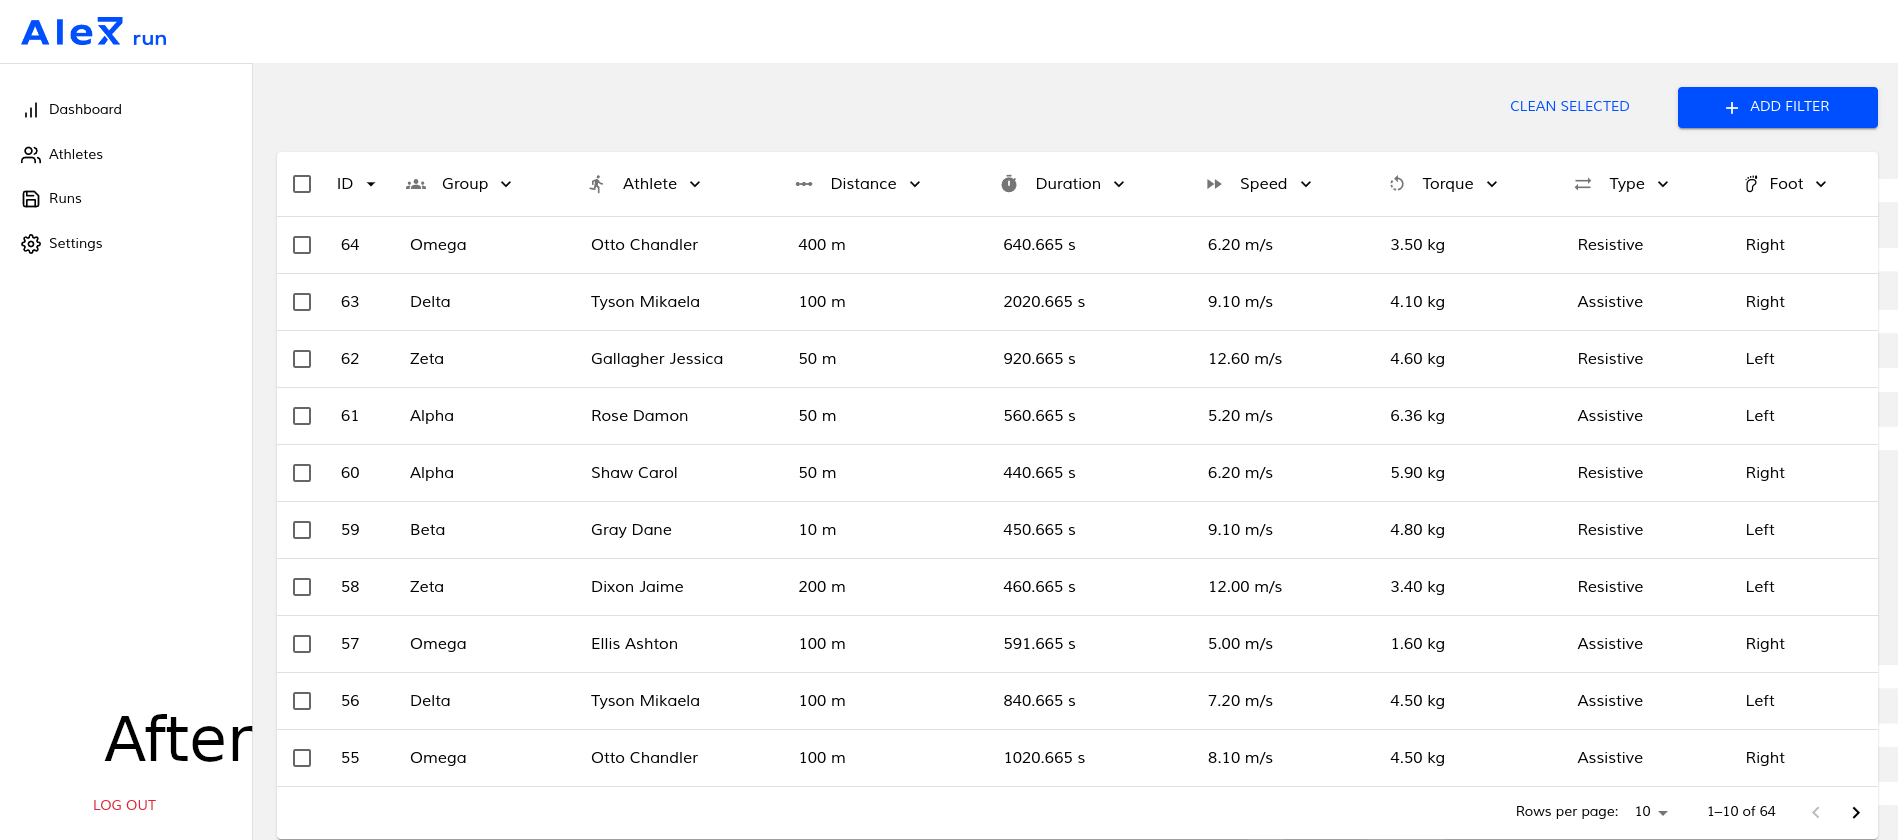 Alex run
Dashboard
Athletes
Runs
Settings
After
LOG OUT
CLEAN SELECTED
ADD FILTER
ID Group Athlete Distance Duration Speed Torque Type Foot
64 Omega Otto Chandler 400 m 640.665 s 6.20 m/s 3.50 kg Resistive Right
63 Delta Tyson Mikaela 100 m 2020.665 s 9.10 m/s 4.10 kg Assistive Right
62 Zeta Gallagher Jessica 50 m 920.665 s 12.60 m/s 4.60 kg Resistive Left
61 Alpha Rose Damon 50 m 560.665 s 5.20 m/s 6.36 kg Assistive Left
60 Alpha Shaw Carol 50 m 440.665 s 6.20 m/s 5.90 kg Resistive Right
59 Beta Gray Dane 10 m 450.665 s 9.10 m/s 4.80 kg Resistive Left
58 Zeta Dixon Jaime 200 m 460.665 s 12.00 m/s 3.40 kg Resistive Left
57 Omega Ellis Ashton 100 m 591.665 s 5.00 m/s 1.60 kg Assistive Right
56 Delta Tyson Mikaela 100 m 840.665 s 7.20 m/s 4.50 kg Assistive Left
55 Omega Otto Chandler 100 m 1020.665 s 8.10 m/s 4.50 kg Assistive Right
Rows per page: 10 1–10 of 64